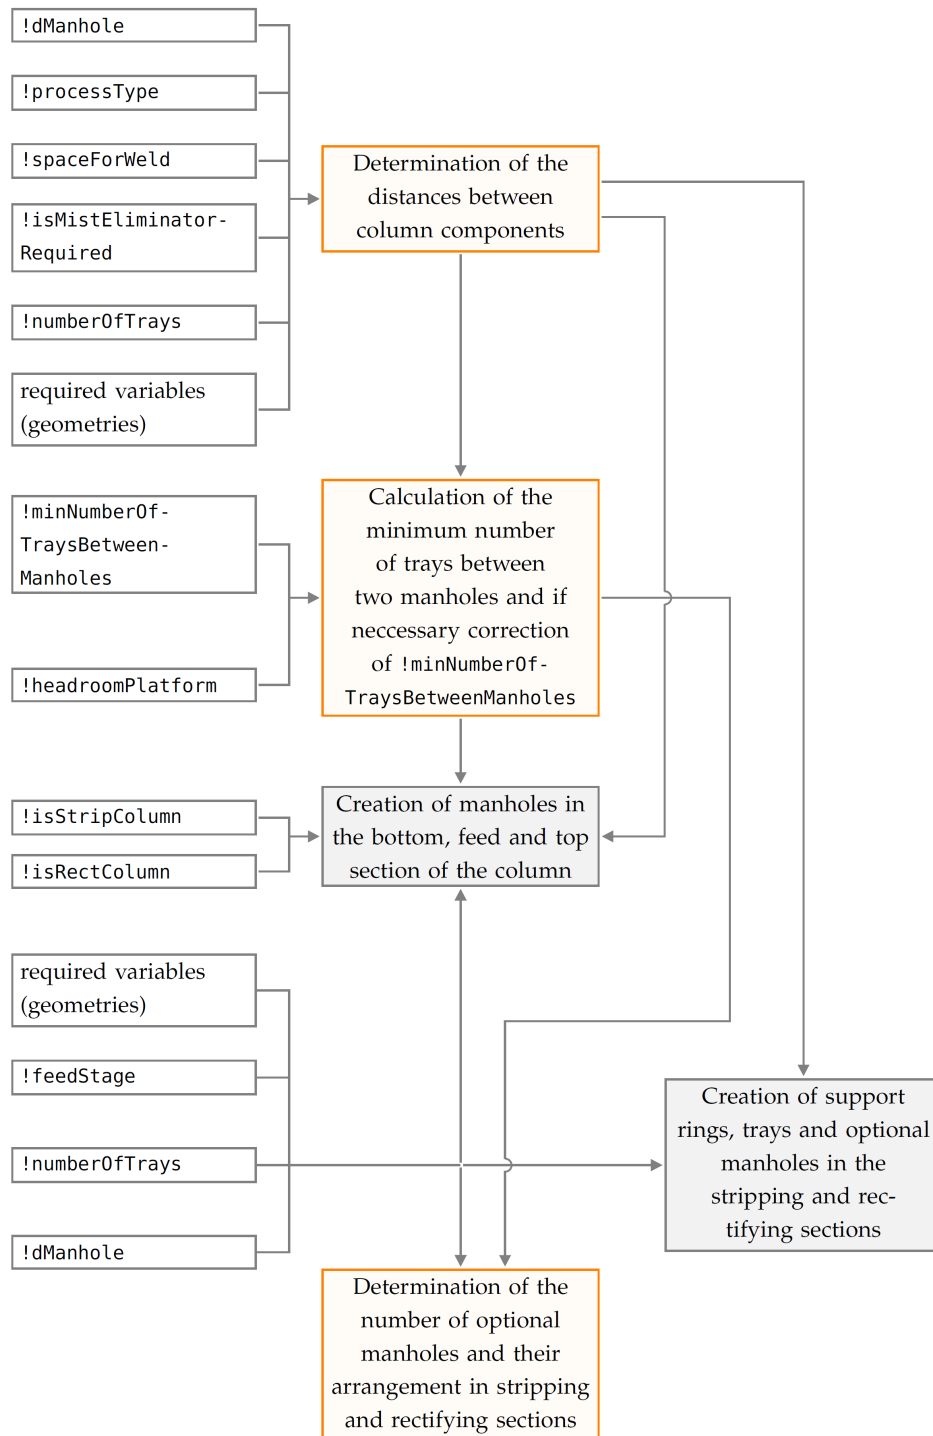 !dManhole
!processType
!spaceForWeld
!isMistEliminator-
Required
!numberOfTrays
required variables
(geometries)
Determination of the
distances between
column components
!minNumberOf-
TraysBetween-
Manholes
!headroomPlatform
Calculation of the
minimum number
of trays between
two manholes and if
neccessary correction
of !minNumberOf-
TraysBetweenManholes
!isStripColumn
!isRectColumn
Creation of manholes in
the bottom, feed and top
section of the column
required variables
(geometries)
!feedStage
!numberOfTrays
!dManhole
Creation of support
rings, trays and optional
manholes in the
stripping and rec-
tifying sections
Determination of the
number of optional
manholes and their
arrangement in stripping
and rectifying sections